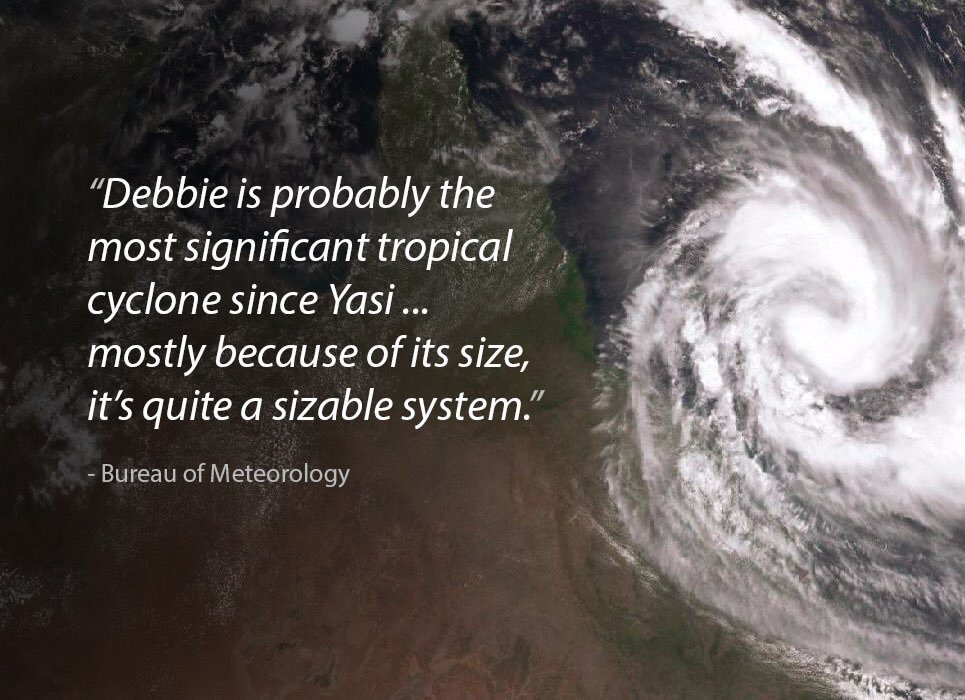 “Debbie is probably the
most significant tropical
cyclone since Yasi ...
mostly because of its size,
it’s quite a sizable system.”
- Bureau of Meteorology